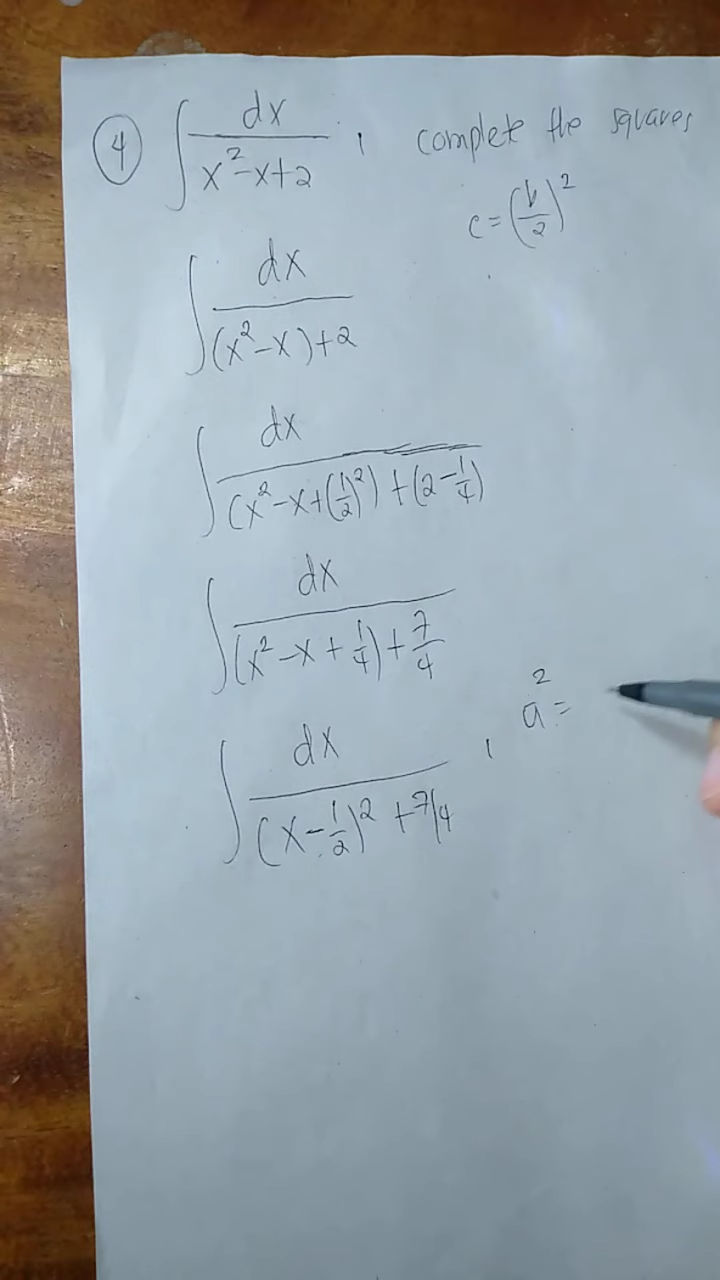 ④ ∫ dx / (x² - x + 2) , complete the squares
c = (b/2)²
∫ dx / ((x² - x) + 2)
∫ dx / ((x² - x + (1/2)²) + (2 - 1/4))
∫ dx / ((x² - x + 1/4) + 7/4)
∫ dx / ((x - 1/2)² + 7/4) , a² =